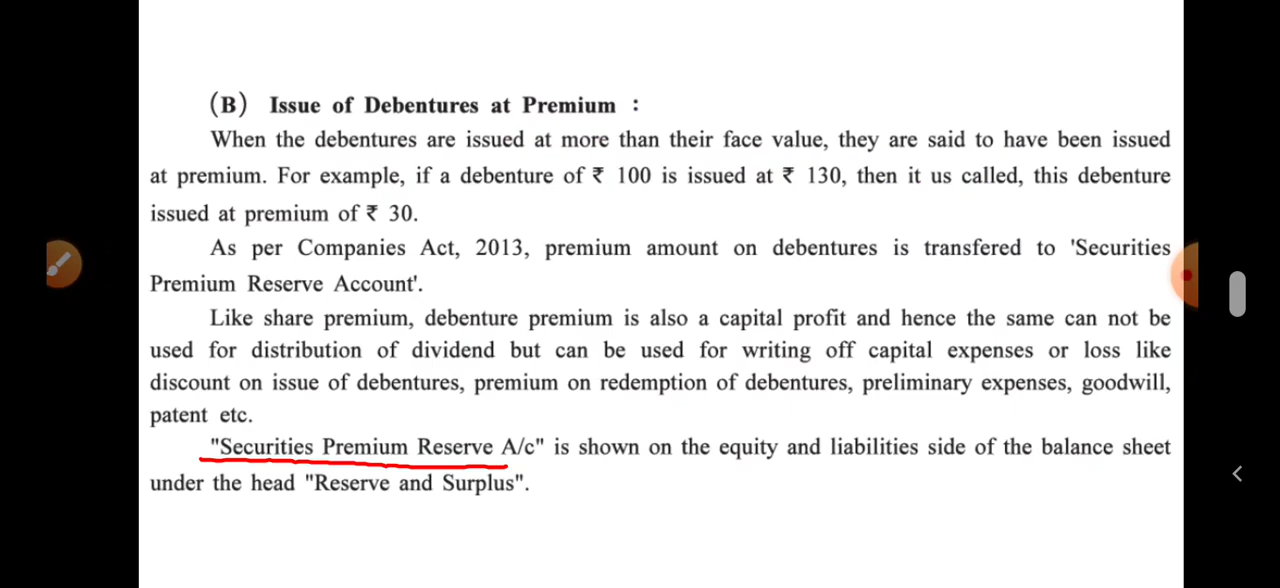 (B) Issue of Debentures at Premium :
When the debentures are issued at more than their face value, they are said to have been issued
at premium. For example, if a debenture of ₹ 100 is issued at ₹ 130, then it us called, this debenture
issued at premium of ₹ 30.
As per Companies Act, 2013, premium amount on debentures is transfered to 'Securities
Premium Reserve Account'.
Like share premium, debenture premium is also a capital profit and hence the same can not be
used for distribution of dividend but can be used for writing off capital expenses or loss like
discount on issue of debentures, premium on redemption of debentures, preliminary expenses, goodwill,
patent etc.
"Securities Premium Reserve A/c" is shown on the equity and liabilities side of the balance sheet
under the head "Reserve and Surplus".